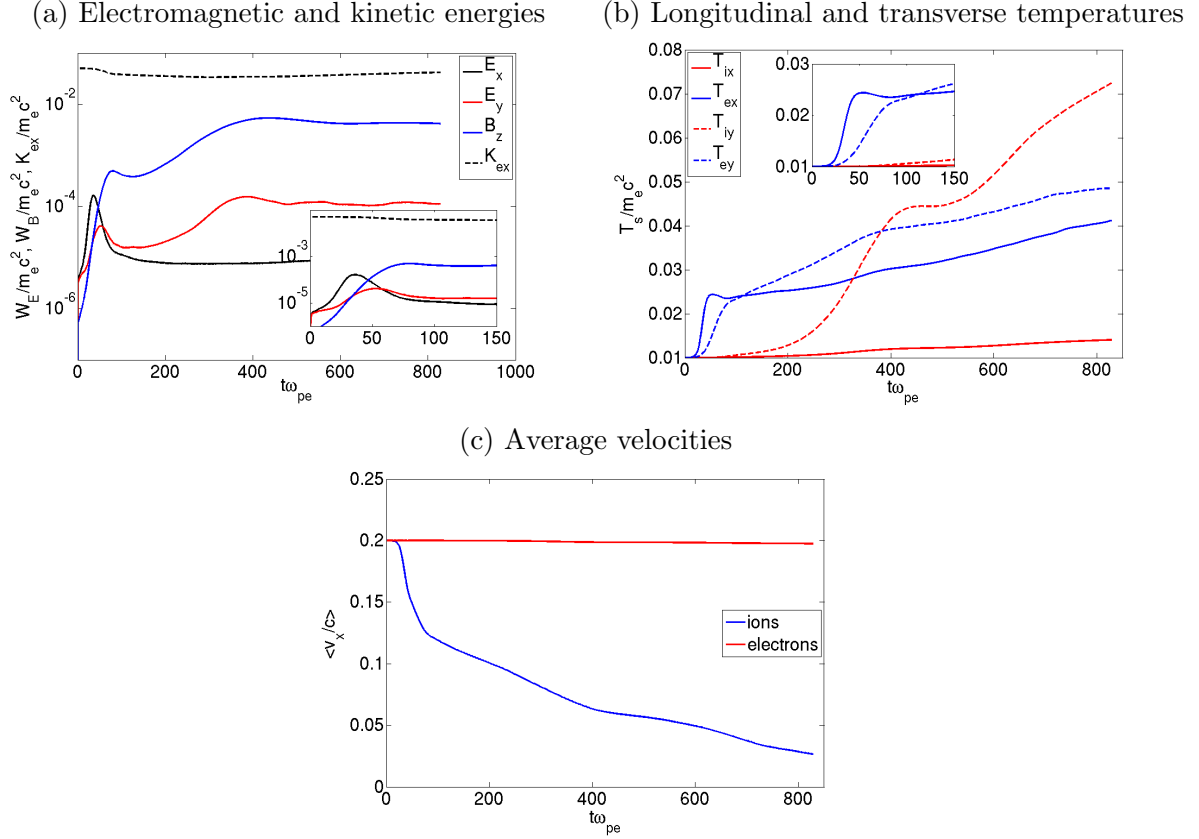 (a) Electromagnetic and kinetic energies
W_E/m_ec^2, W_B/m_ec^2, K_ex/m_ec^2
10^-2
10^-4
10^-6
E_x
E_y
B_z
K_ex
10^-3
10^-5
0 50 100 150
0 200 400 600 800 1000
tω_pe
(b) Longitudinal and transverse temperatures
T_s/m_ec^2
0.08
0.07
0.06
0.05
0.04
0.03
0.02
0.01
T_ix
T_ex
T_iy
T_ey
0.03
0.02
0.01
0 50 100 150
0 200 400 600 800
tω_pe
(c) Average velocities
<v_x/c>
0.25
0.2
0.15
0.1
0.05
0
ions
electrons
0 200 400 600 800
tω_pe